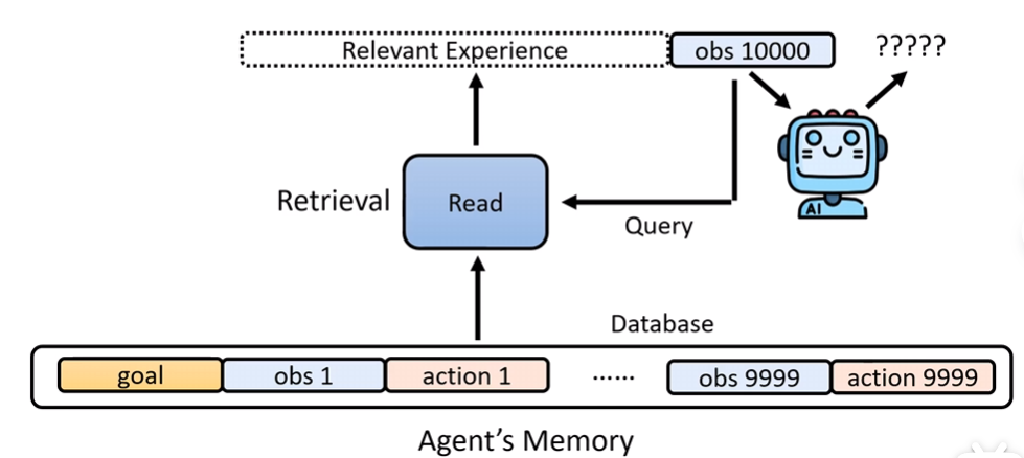 Relevant Experience
obs 10000
?????
AI
Retrieval
Read
Query
Database
goal
obs 1
action 1
......
obs 9999
action 9999
Agent's Memory